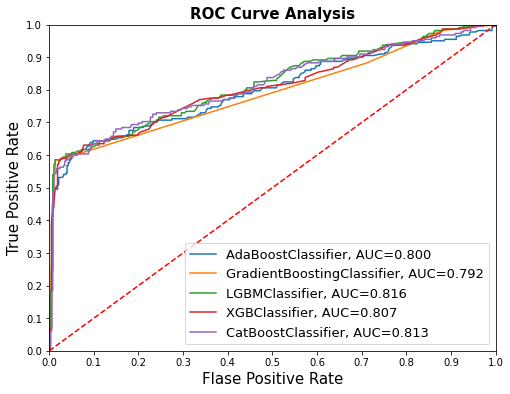 ROC Curve Analysis
1.0
0.9
0.8
0.7
0.6
0.5
0.4
0.3
0.2
0.1
0.0
True Positive Rate
AdaBoostClassifier, AUC=0.800
GradientBoostingClassifier, AUC=0.792
LGBMClassifier, AUC=0.816
XGBClassifier, AUC=0.807
CatBoostClassifier, AUC=0.813
0.0 0.1 0.2 0.3 0.4 0.5 0.6 0.7 0.8 0.9 1.0
Flase Positive Rate